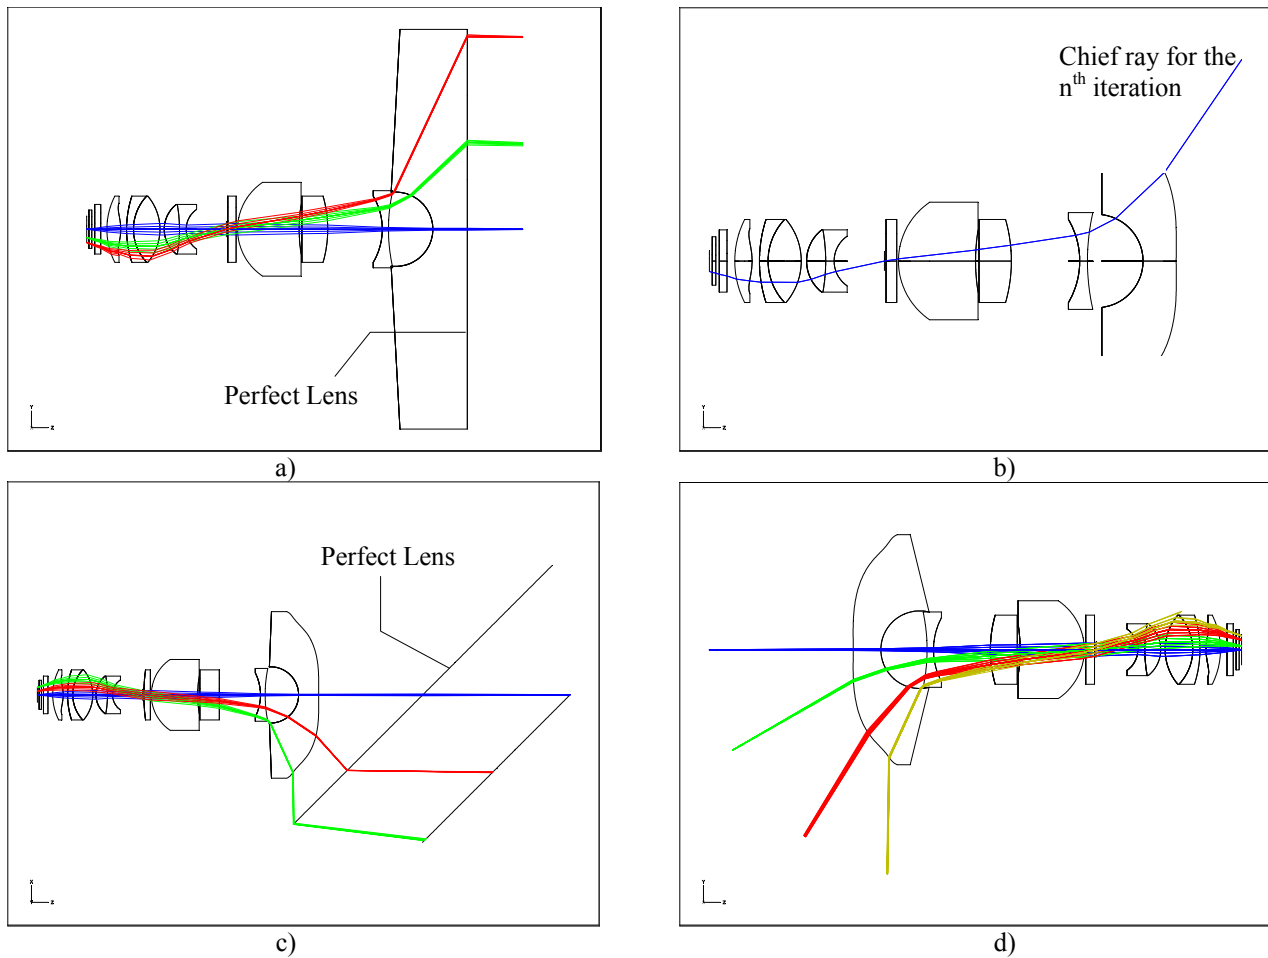 Perfect Lens
Y
Z
a)
Chief ray for the
nth iteration
Y
Z
b)
Perfect Lens
X
Z
c)
Y
Z
d)